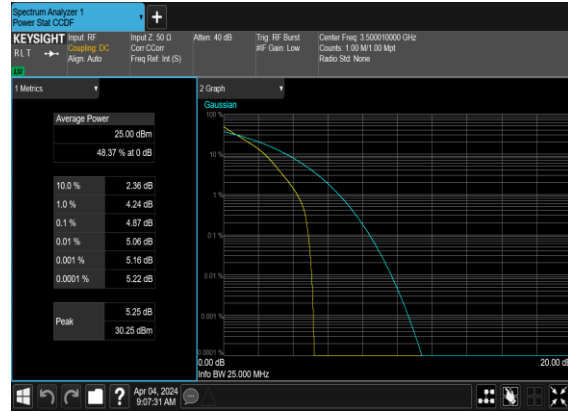 Spectrum Analyzer 1
Power Stat CCDF
KEYSIGHT
Input: RF
Coupling: DC
Align: Auto
Input Z: 50 Ω
Corr CCorr
Freq Ref: Int (S)
Atten: 40 dB
Trig: RF Burst
#IF Gain: Low
Center Freq: 3.500010000 GHz
Counts: 1.00 M/1.00 Mpt
Radio Std: None
R L T
1 Metrics
Average Power
25.00 dBm
48.37 % at 0 dB
10.0 % 2.36 dB
1.0 % 4.24 dB
0.1 % 4.87 dB
0.01 % 5.06 dB
0.001 % 5.16 dB
0.0001 % 5.22 dB
Peak
5.25 dB
30.25 dBm
2 Graph
Gaussian
100 %
10 %
1 %
0.1 %
0.01 %
0.001 %
0.0001 %
0.00 dB
20.00 dB
Info BW 25.000 MHz
?
Apr 04, 2024
9:07:31 AM